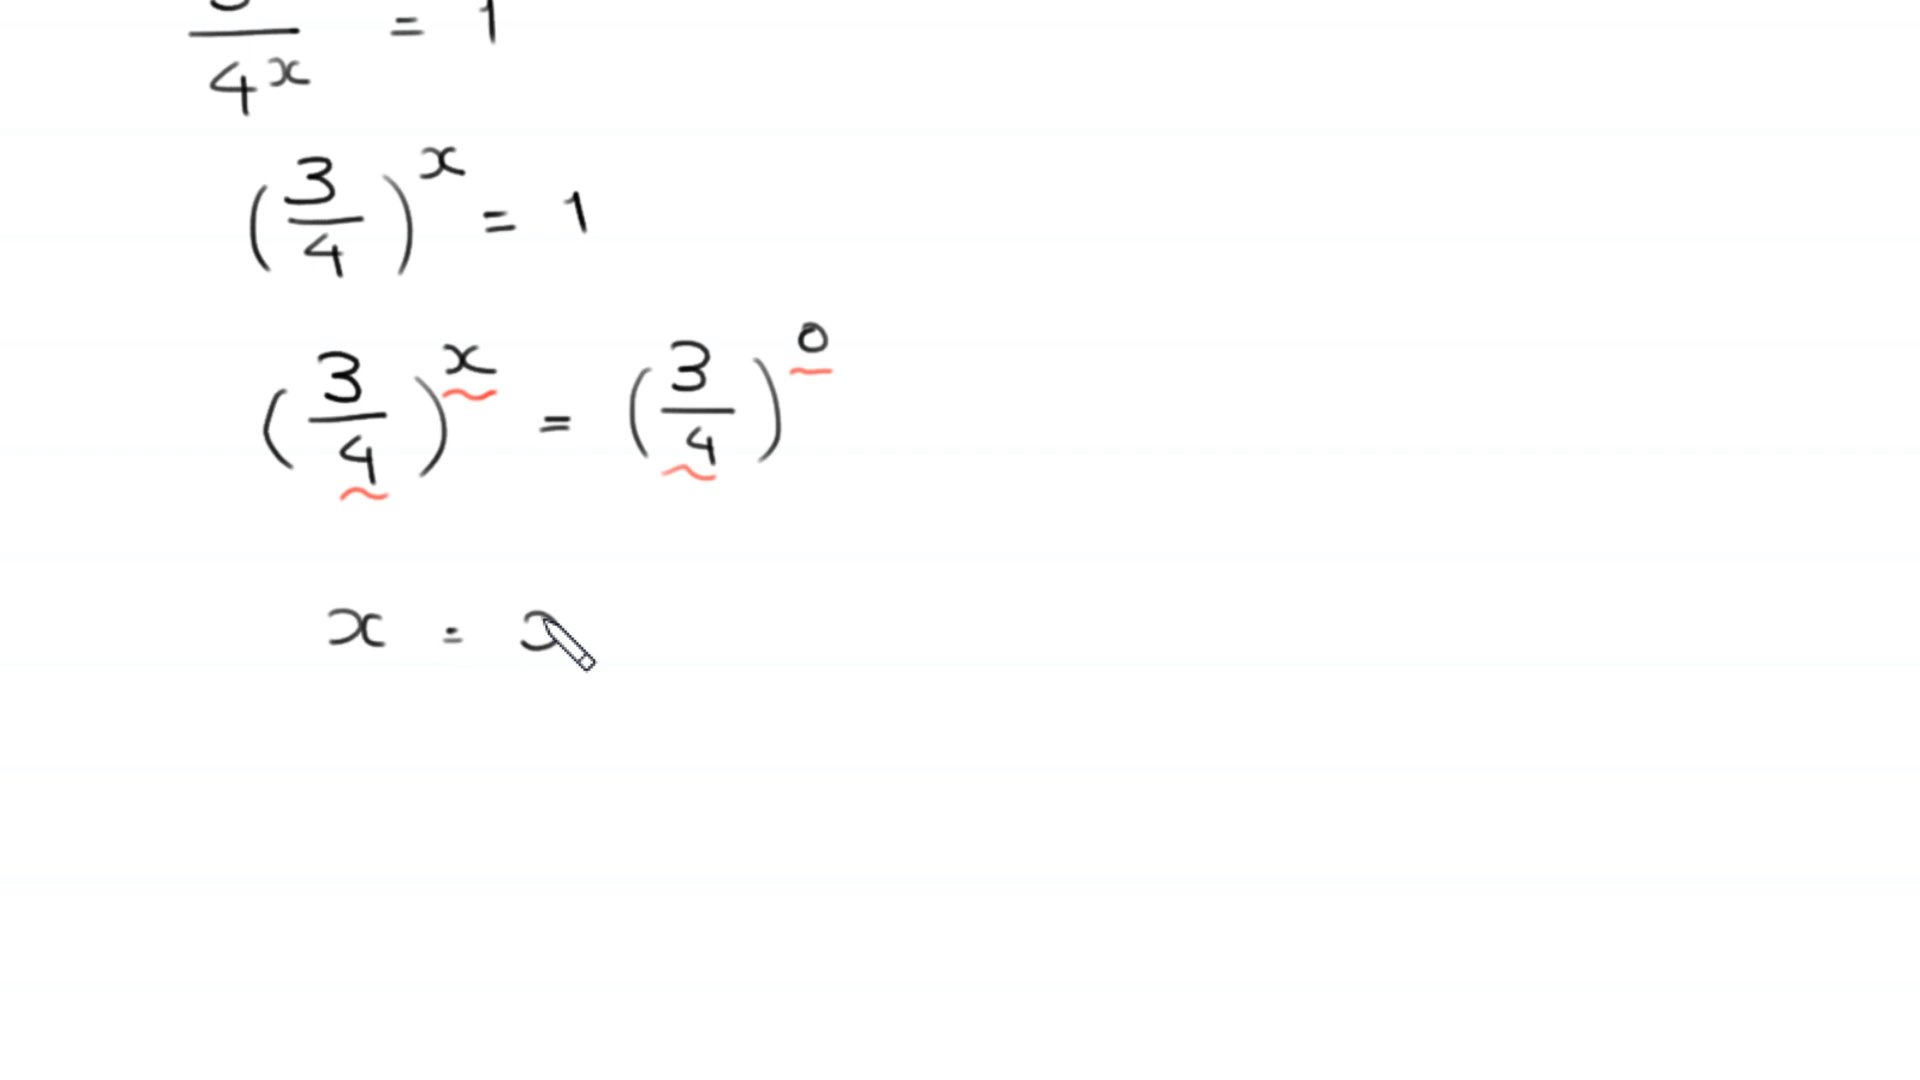 /4^x = 1
(3/4)^x = 1
(3/4)^x = (3/4)^0
x =